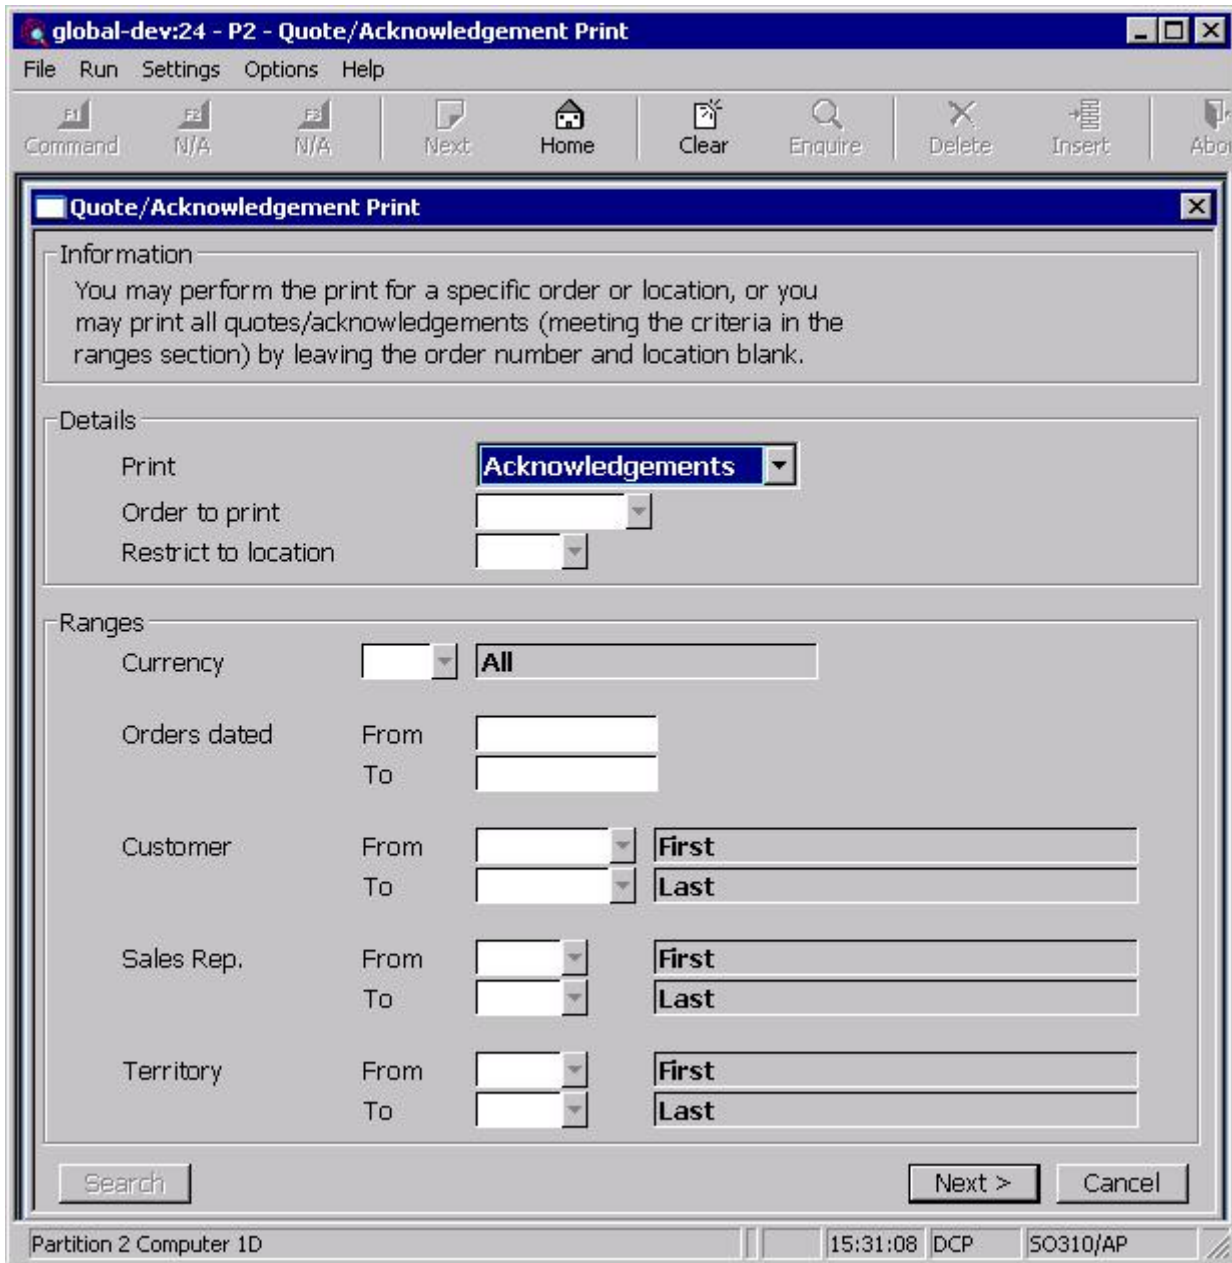 global-dev:24 - P2 - Quote/Acknowledgement Print
File Run Settings Options Help
F1 F2 F3
Command N/A N/A Next Home Clear Enquire Delete Insert
Quote/Acknowledgement Print
Information
You may perform the print for a specific order or location, or you
may print all quotes/acknowledgements (meeting the criteria in the
ranges section) by leaving the order number and location blank.
Details
Print Acknowledgements
Order to print
Restrict to location
Ranges
Currency All
Orders dated From
To
Customer From First
To Last
Sales Rep. From First
To Last
Territory From First
To Last
Search Next > Cancel
Partition 2 Computer 1D 15:31:08 DCP SO310/AP